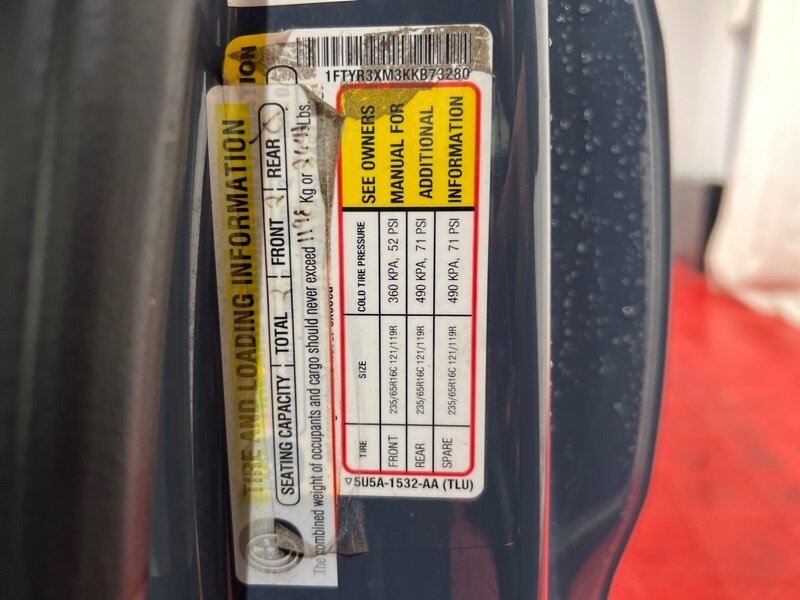 1FTYR3XM3KKB73280
TIRE AND LOADING INFORMATION
SEATING CAPACITY TOTAL 3 FRONT 3 REAR
The combined weight of occupants and cargo should never exceed Kg or Lbs.
TIRE SIZE COLD TIRE PRESSURE
FRONT 235/65R16C 121/119R 360 KPA, 52 PSI
REAR 235/65R16C 121/119R 490 KPA, 71 PSI
SPARE 235/65R16C 121/119R 490 KPA, 71 PSI
SEE OWNERS
MANUAL FOR
ADDITIONAL
INFORMATION
5U5A-1532-AA (TLU)